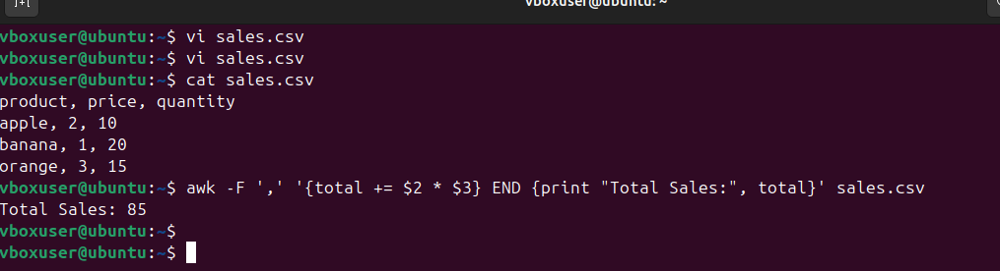 vboxuser@ubuntu: ~
vboxuser@ubuntu:~$ vi sales.csv
vboxuser@ubuntu:~$ vi sales.csv
vboxuser@ubuntu:~$ cat sales.csv
product, price, quantity
apple, 2, 10
banana, 1, 20
orange, 3, 15
vboxuser@ubuntu:~$ awk -F ',' '{total += $2 * $3} END {print "Total Sales:", total}' sales.csv
Total Sales: 85
vboxuser@ubuntu:~$
vboxuser@ubuntu:~$